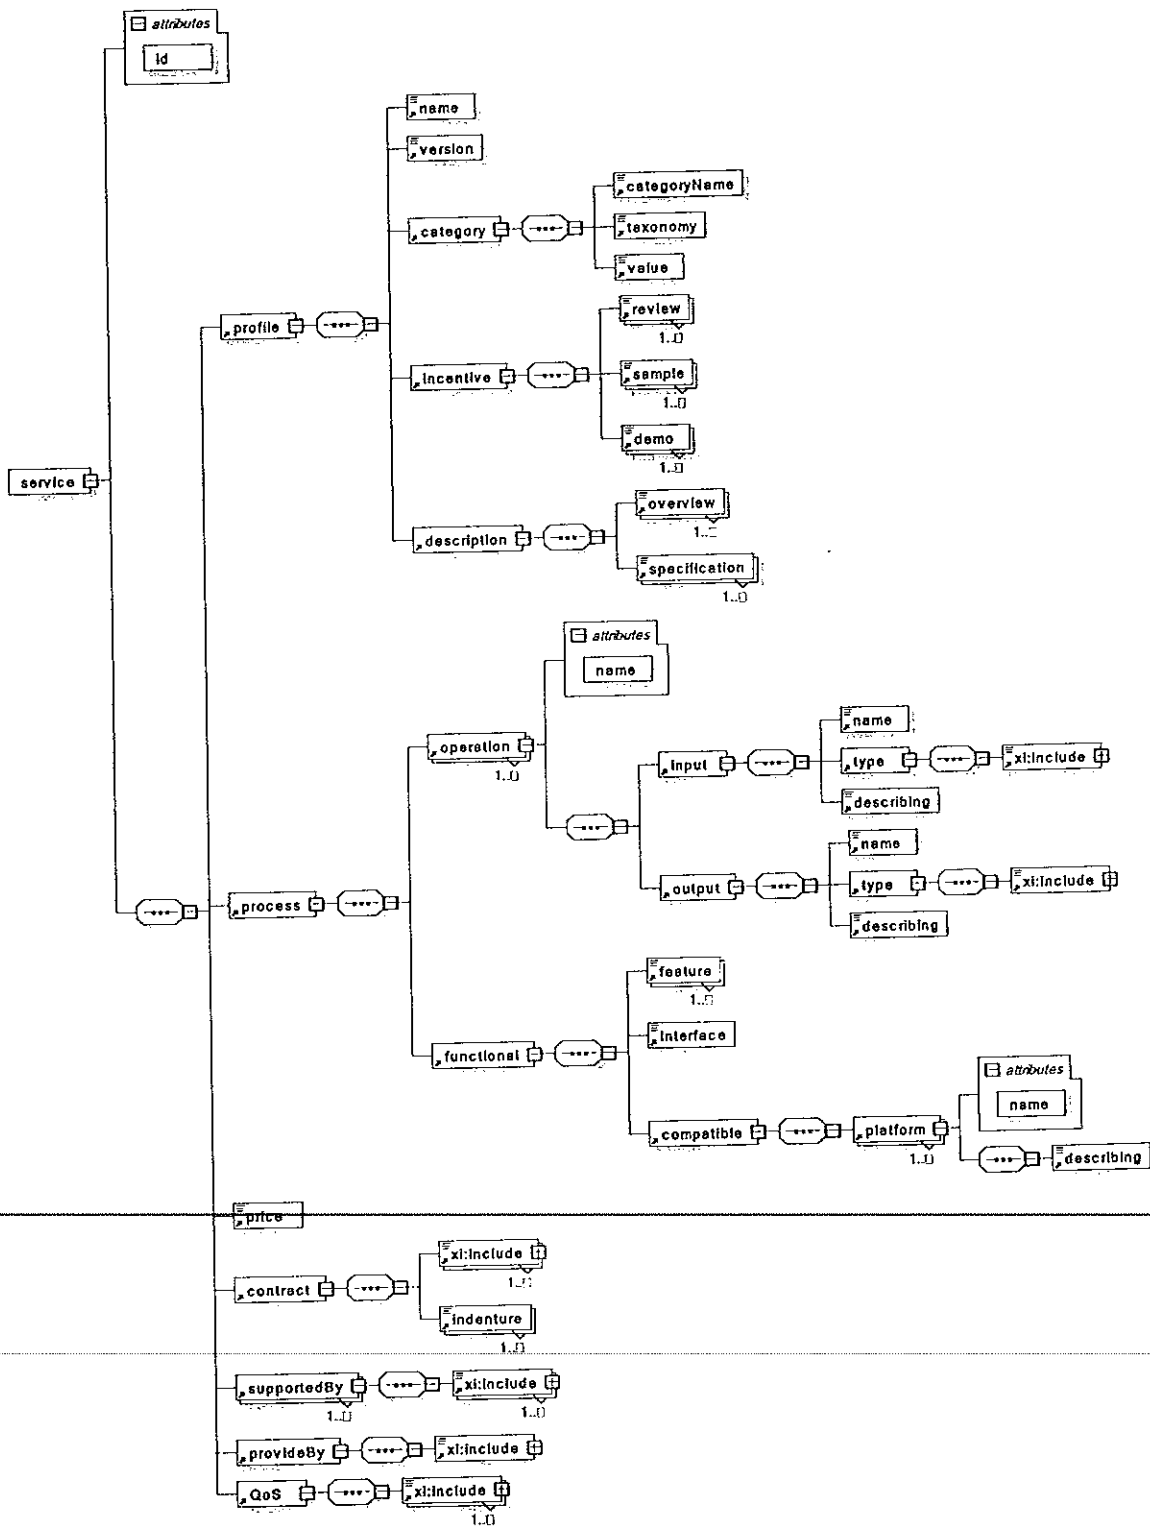 attributes
id
name
version
categoryName
category
taxonomy
value
review
profile
1..
incentive
sample
1..
demo
1..
service
overview
description
1..
specification
1..
attributes
name
operation
1..
name
input
type
xi:include
describing
name
output
type
xi:include
process
describing
feature
1..
interface
functional
attributes
name
compatible
platform
1..
describing
price
xi:include
1..
contract
indenture
1..
supportedBy
xi:include
1..
1..
provideBy
xi:include
QoS
xi:include
1..